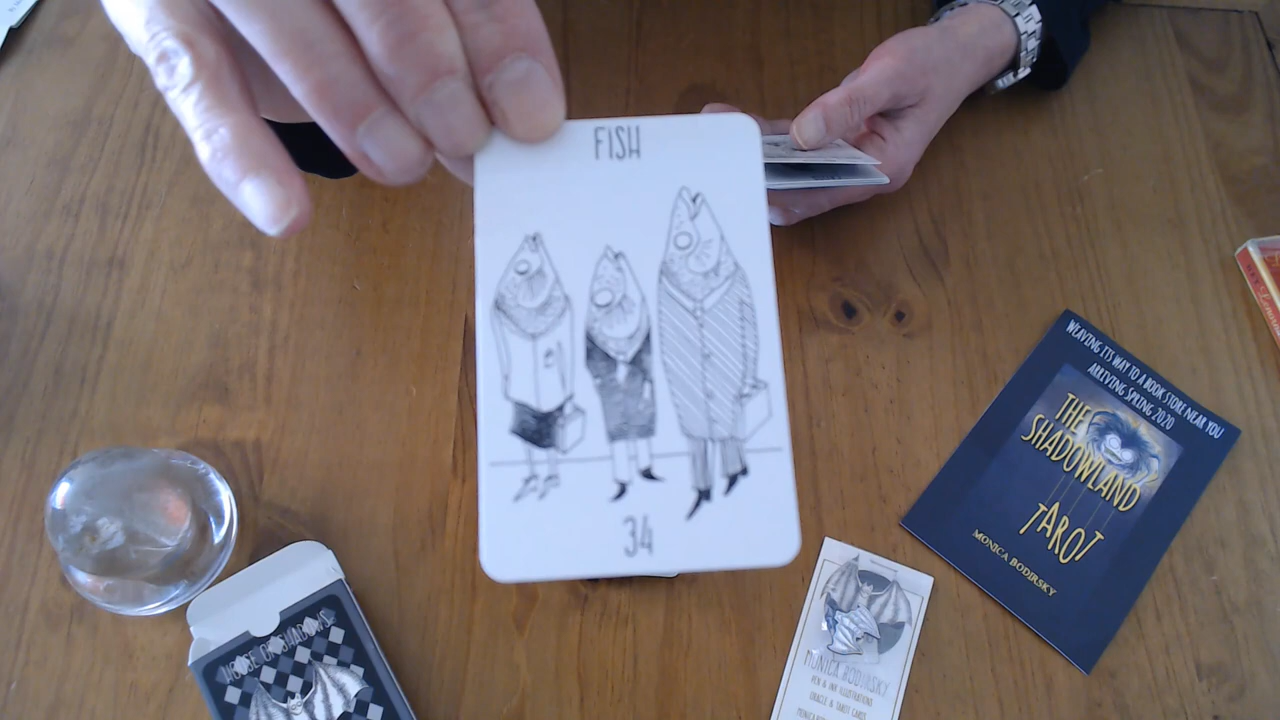 FISH
34
WEAVING ITS WAY TO A BOOK STORE NEAR YOU
ARRIVING SPRING 2020
THE
SHADOWLAND
TAROT
MONICA BODIRSKY
HOUSE OF SHADOWS
MONICA BODIRSKY
PEN & INK ILLUSTRATIONS
ORACLE & TAROT CARDS